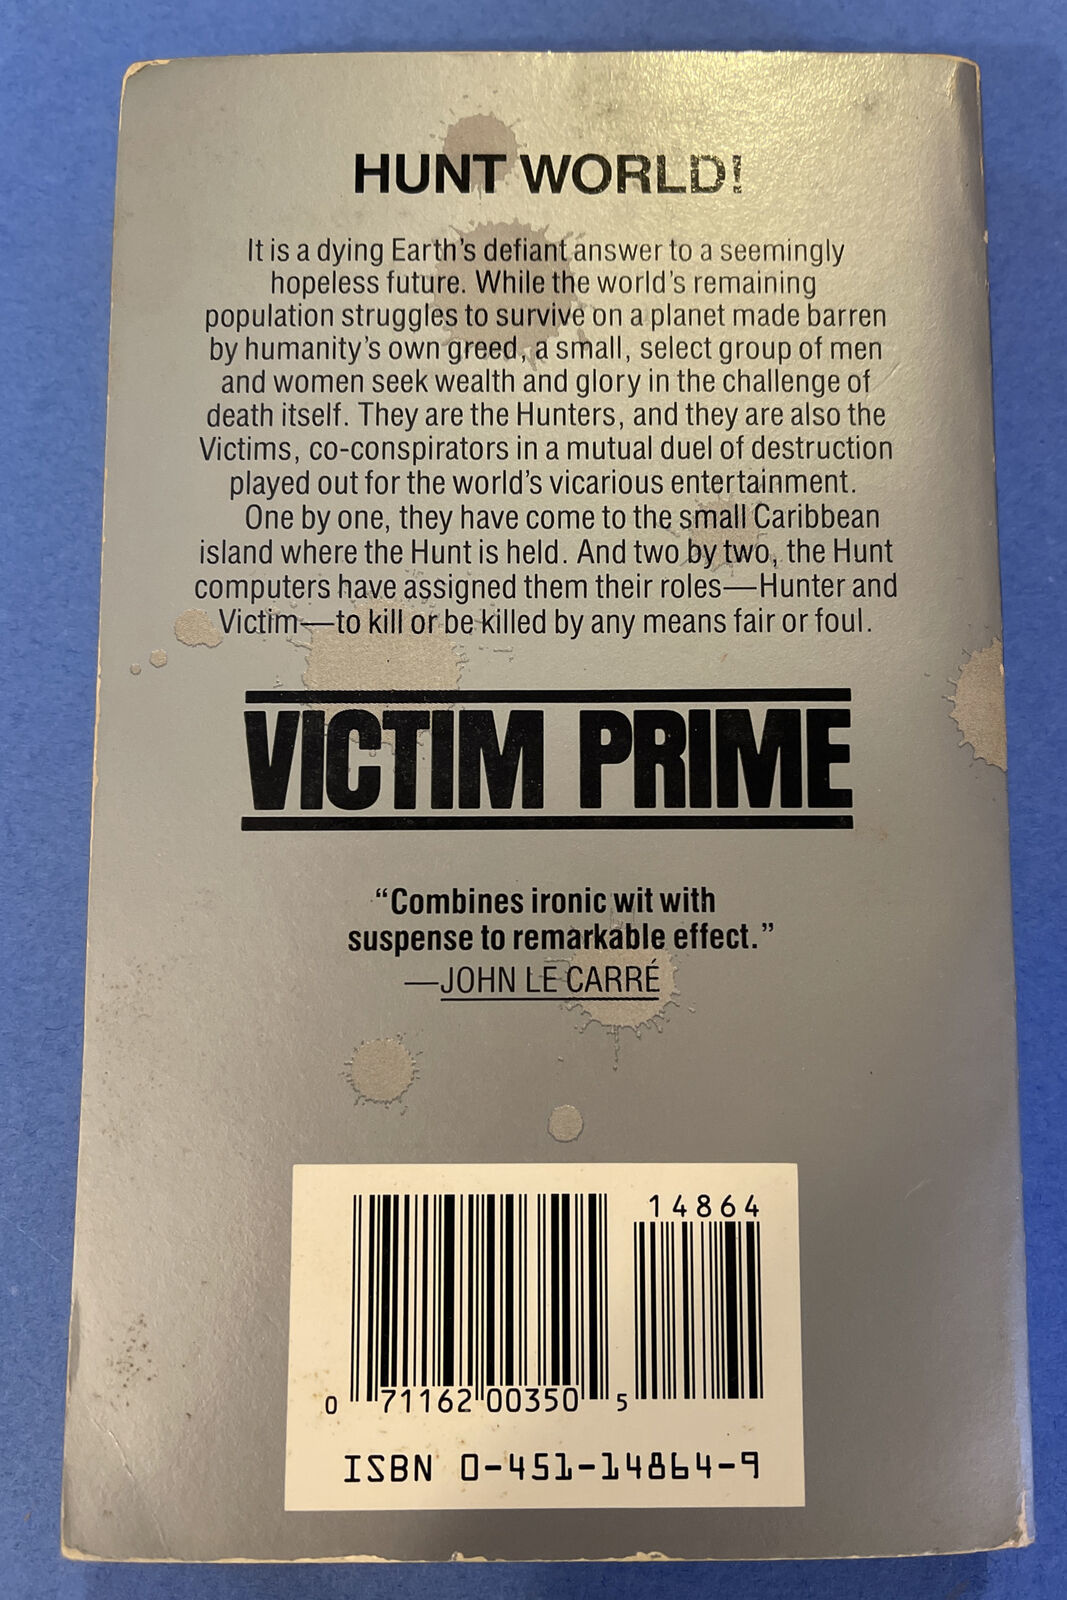 HUNT WORLD!
It is a dying Earth's defiant answer to a seemingly
hopeless future. While the world's remaining
population struggles to survive on a planet made barren
by humanity's own greed, a small, select group of men
and women seek wealth and glory in the challenge of
death itself. They are the Hunters, and they are also the
Victims, co-conspirators in a mutual duel of destruction
played out for the world's vicarious entertainment.
One by one, they have come to the small Caribbean
island where the Hunt is held. And two by two, the Hunt
computers have assigned them their roles—Hunter and
Victim—to kill or be killed by any means fair or foul.
VICTIM PRIME
“Combines ironic wit with
suspense to remarkable effect.”
—JOHN LE CARRÉ
14864
0 71162 00350 5
ISBN 0-451-14864-9